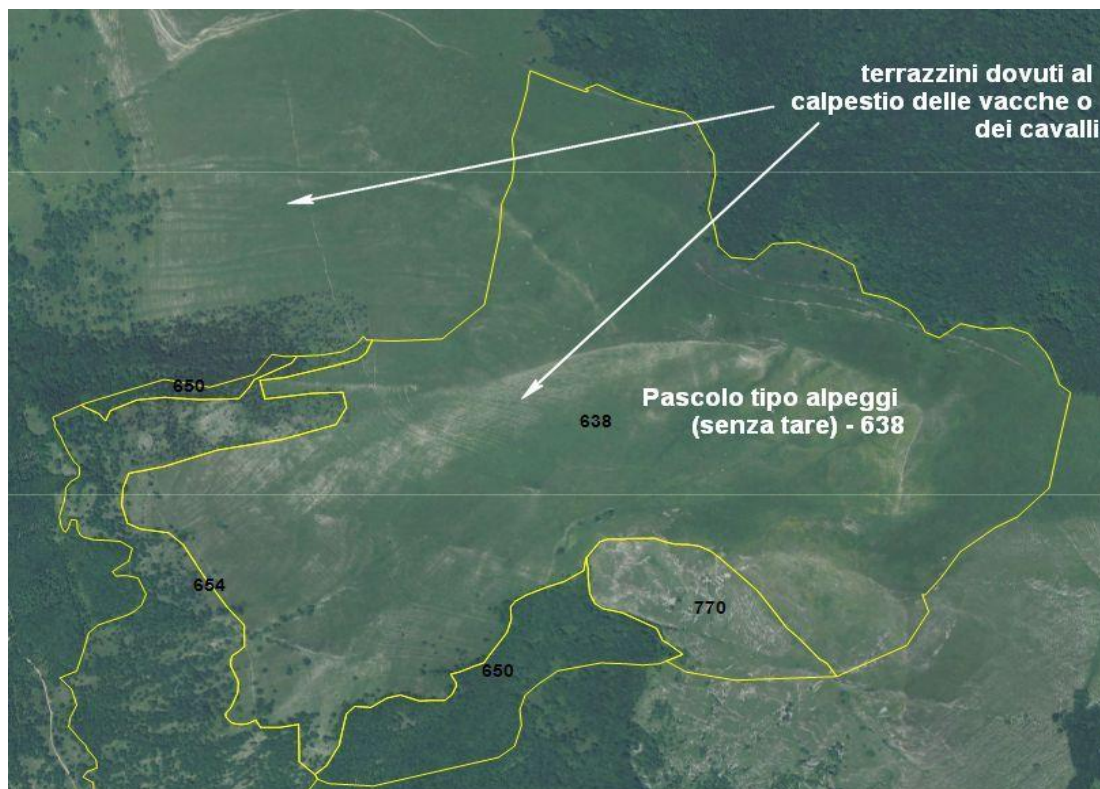 terrazzini dovuti al
calpestio delle vacche o
dei cavalli
650
Pascolo tipo alpeggi
638
(senza tare) - 638
654
770
650